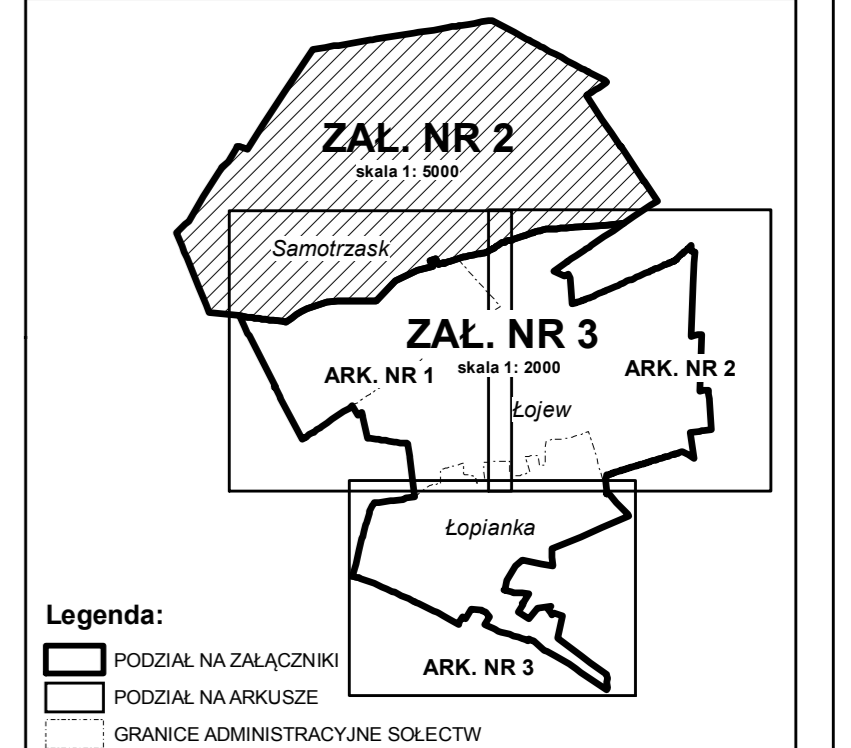 ZAŁ. NR 2
skala 1: 5000
Samotrzask
ZAŁ. NR 3
skala 1: 2000
ARK. NR 1
ARK. NR 2
Łojew
Łopianka
ARK. NR 3
Legenda:
PODZIAŁ NA ZAŁĄCZNIKI
PODZIAŁ NA ARKUSZE
GRANICE ADMINISTRACYJNE SOŁECTW